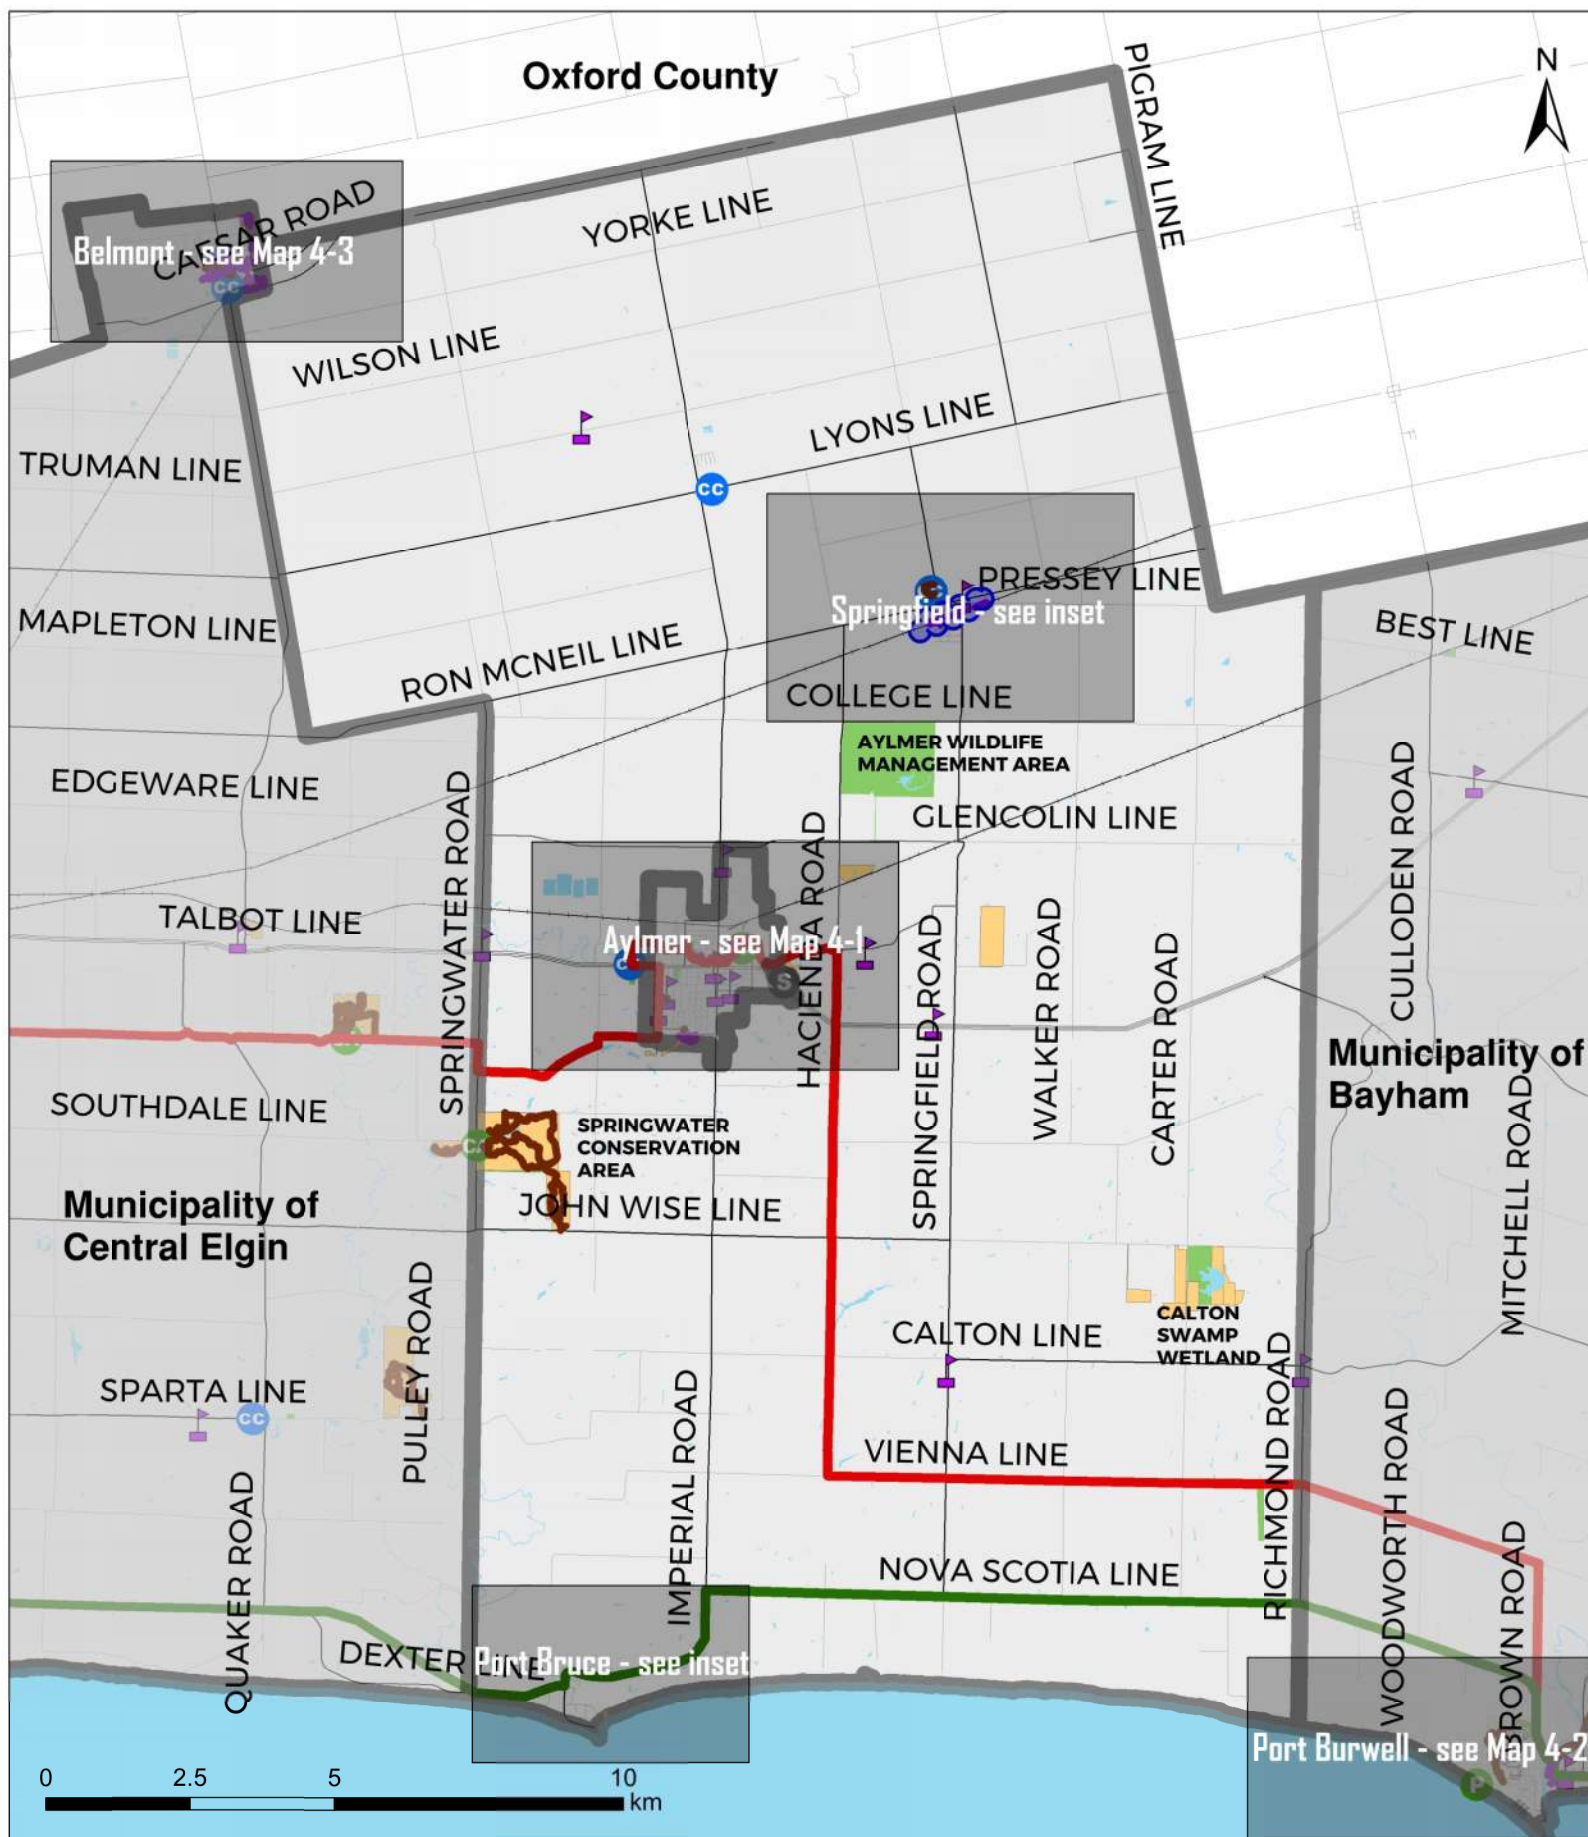 Oxford County
N
PIGRAM LINE
CAESAR ROAD
Belmont - see Map 4-3
CC
YORKE LINE
WILSON LINE
LYONS LINE
TRUMAN LINE
CC
PRESSEY LINE
Springfield - see inset
MAPLETON LINE
BEST LINE
RON MCNEIL LINE
COLLEGE LINE
AYLMER WILDLIFE
MANAGEMENT AREA
EDGEWARE LINE
GLENCOLIN LINE
SPRINGWATER ROAD
HACIENDA ROAD
CULLODEN ROAD
TALBOT LINE
Aylmer - see Map 4-1
S
SPRINGFIELD ROAD
WALKER ROAD
CARTER ROAD
Municipality of
Bayham
SOUTHDALE LINE
SPRINGWATER
CONSERVATION
AREA
JOHN WISE LINE
MITCHELL ROAD
Municipality of
Central Elgin
PULLEY ROAD
CALTON LINE
CALTON
SWAMP
WETLAND
SPARTA LINE
CC
IMPERIAL ROAD
RICHMOND ROAD
WOODWORTH ROAD
VIENNA LINE
QUAKER ROAD
NOVA SCOTIA LINE
BROWN ROAD
DEXTER LINE
Port Bruce - see inset
Port Burwell - see Map 4-2
P
0 2.5 5 10
km